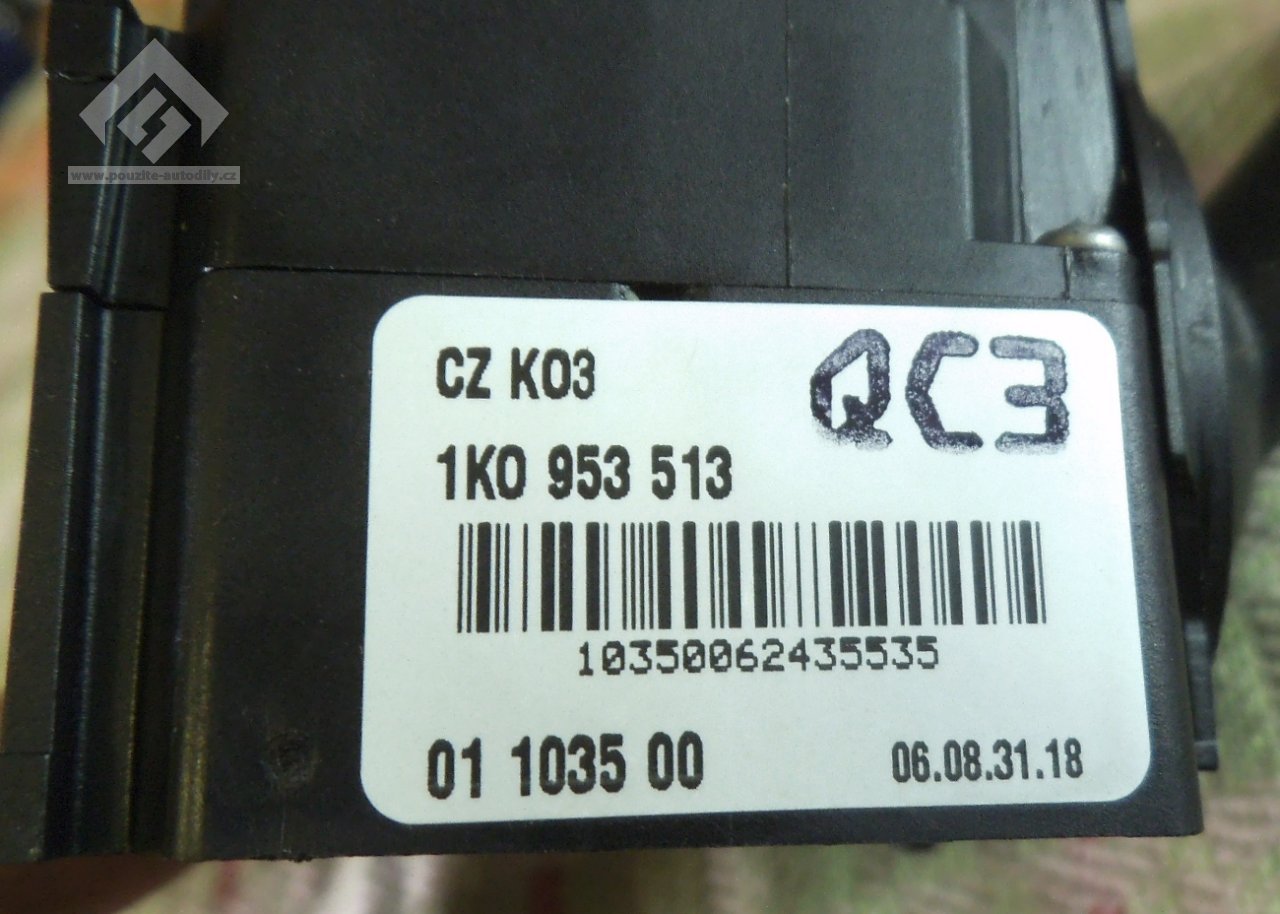 www.pouzite-autodily.cz
CZ K03
QC3
1K0 953 513
10350062435535
01 1035 00
06.08.31.18